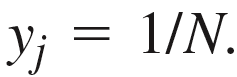 y_j = 1/N.